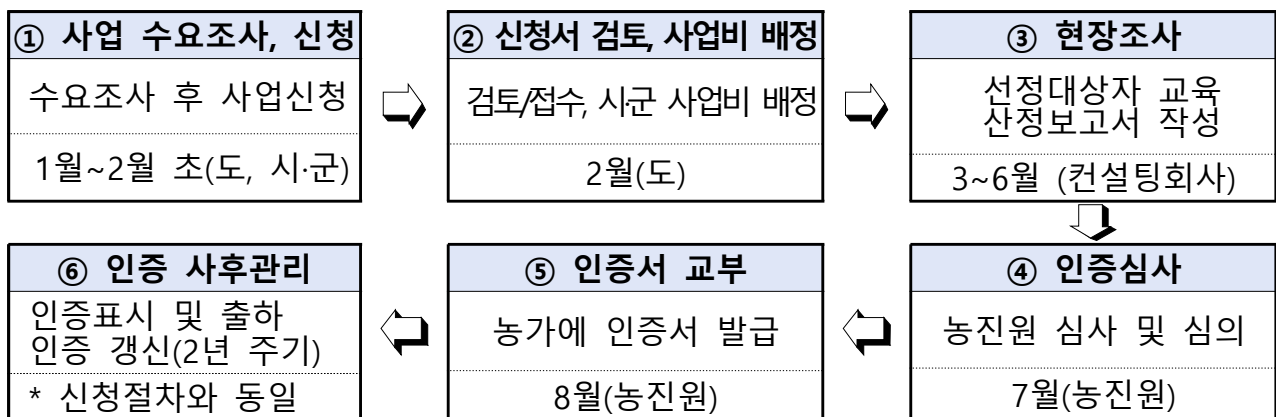 ① 사업 수요조사, 신청
수요조사 후 사업신청
1월~2월 초(도, 시·군)
② 신청서 검토, 사업비 배정
검토/접수, 시·군 사업비 배정
2월(도)
③ 현장조사
선정대상자 교육
산정보고서 작성
3~6월 (컨설팅회사)
④ 인증심사
농진원 심사 및 심의
7월(농진원)
⑤ 인증서 교부
농가에 인증서 발급
8월(농진원)
⑥ 인증 사후관리
인증표시 및 출하
인증 갱신(2년 주기)
* 신청절차와 동일